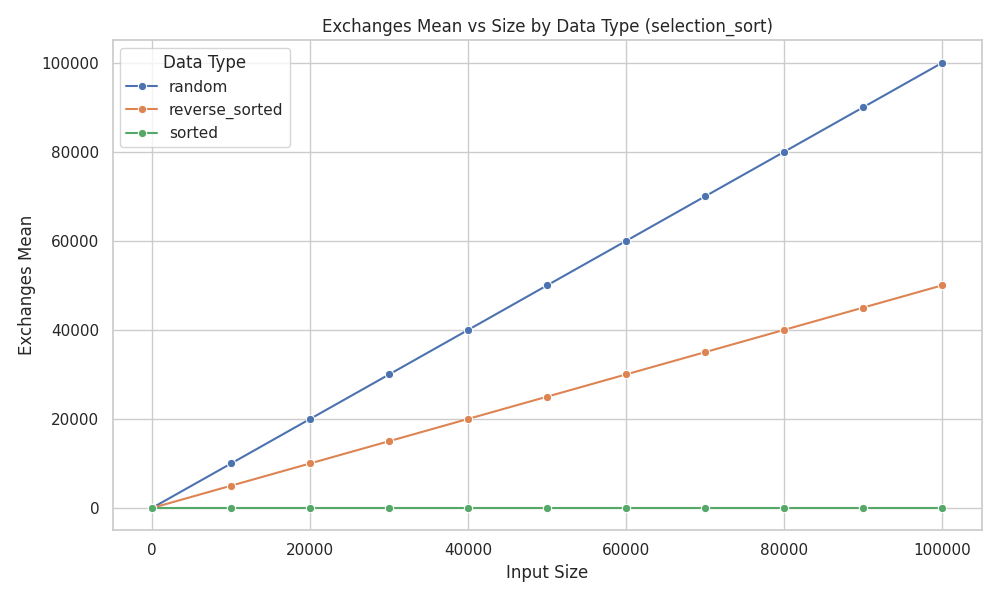 Exchanges Mean vs Size by Data Type (selection_sort)
Data Type
random
reverse_sorted
sorted
Exchanges Mean
100000
80000
60000
40000
20000
0
0 20000 40000 60000 80000 100000
Input Size